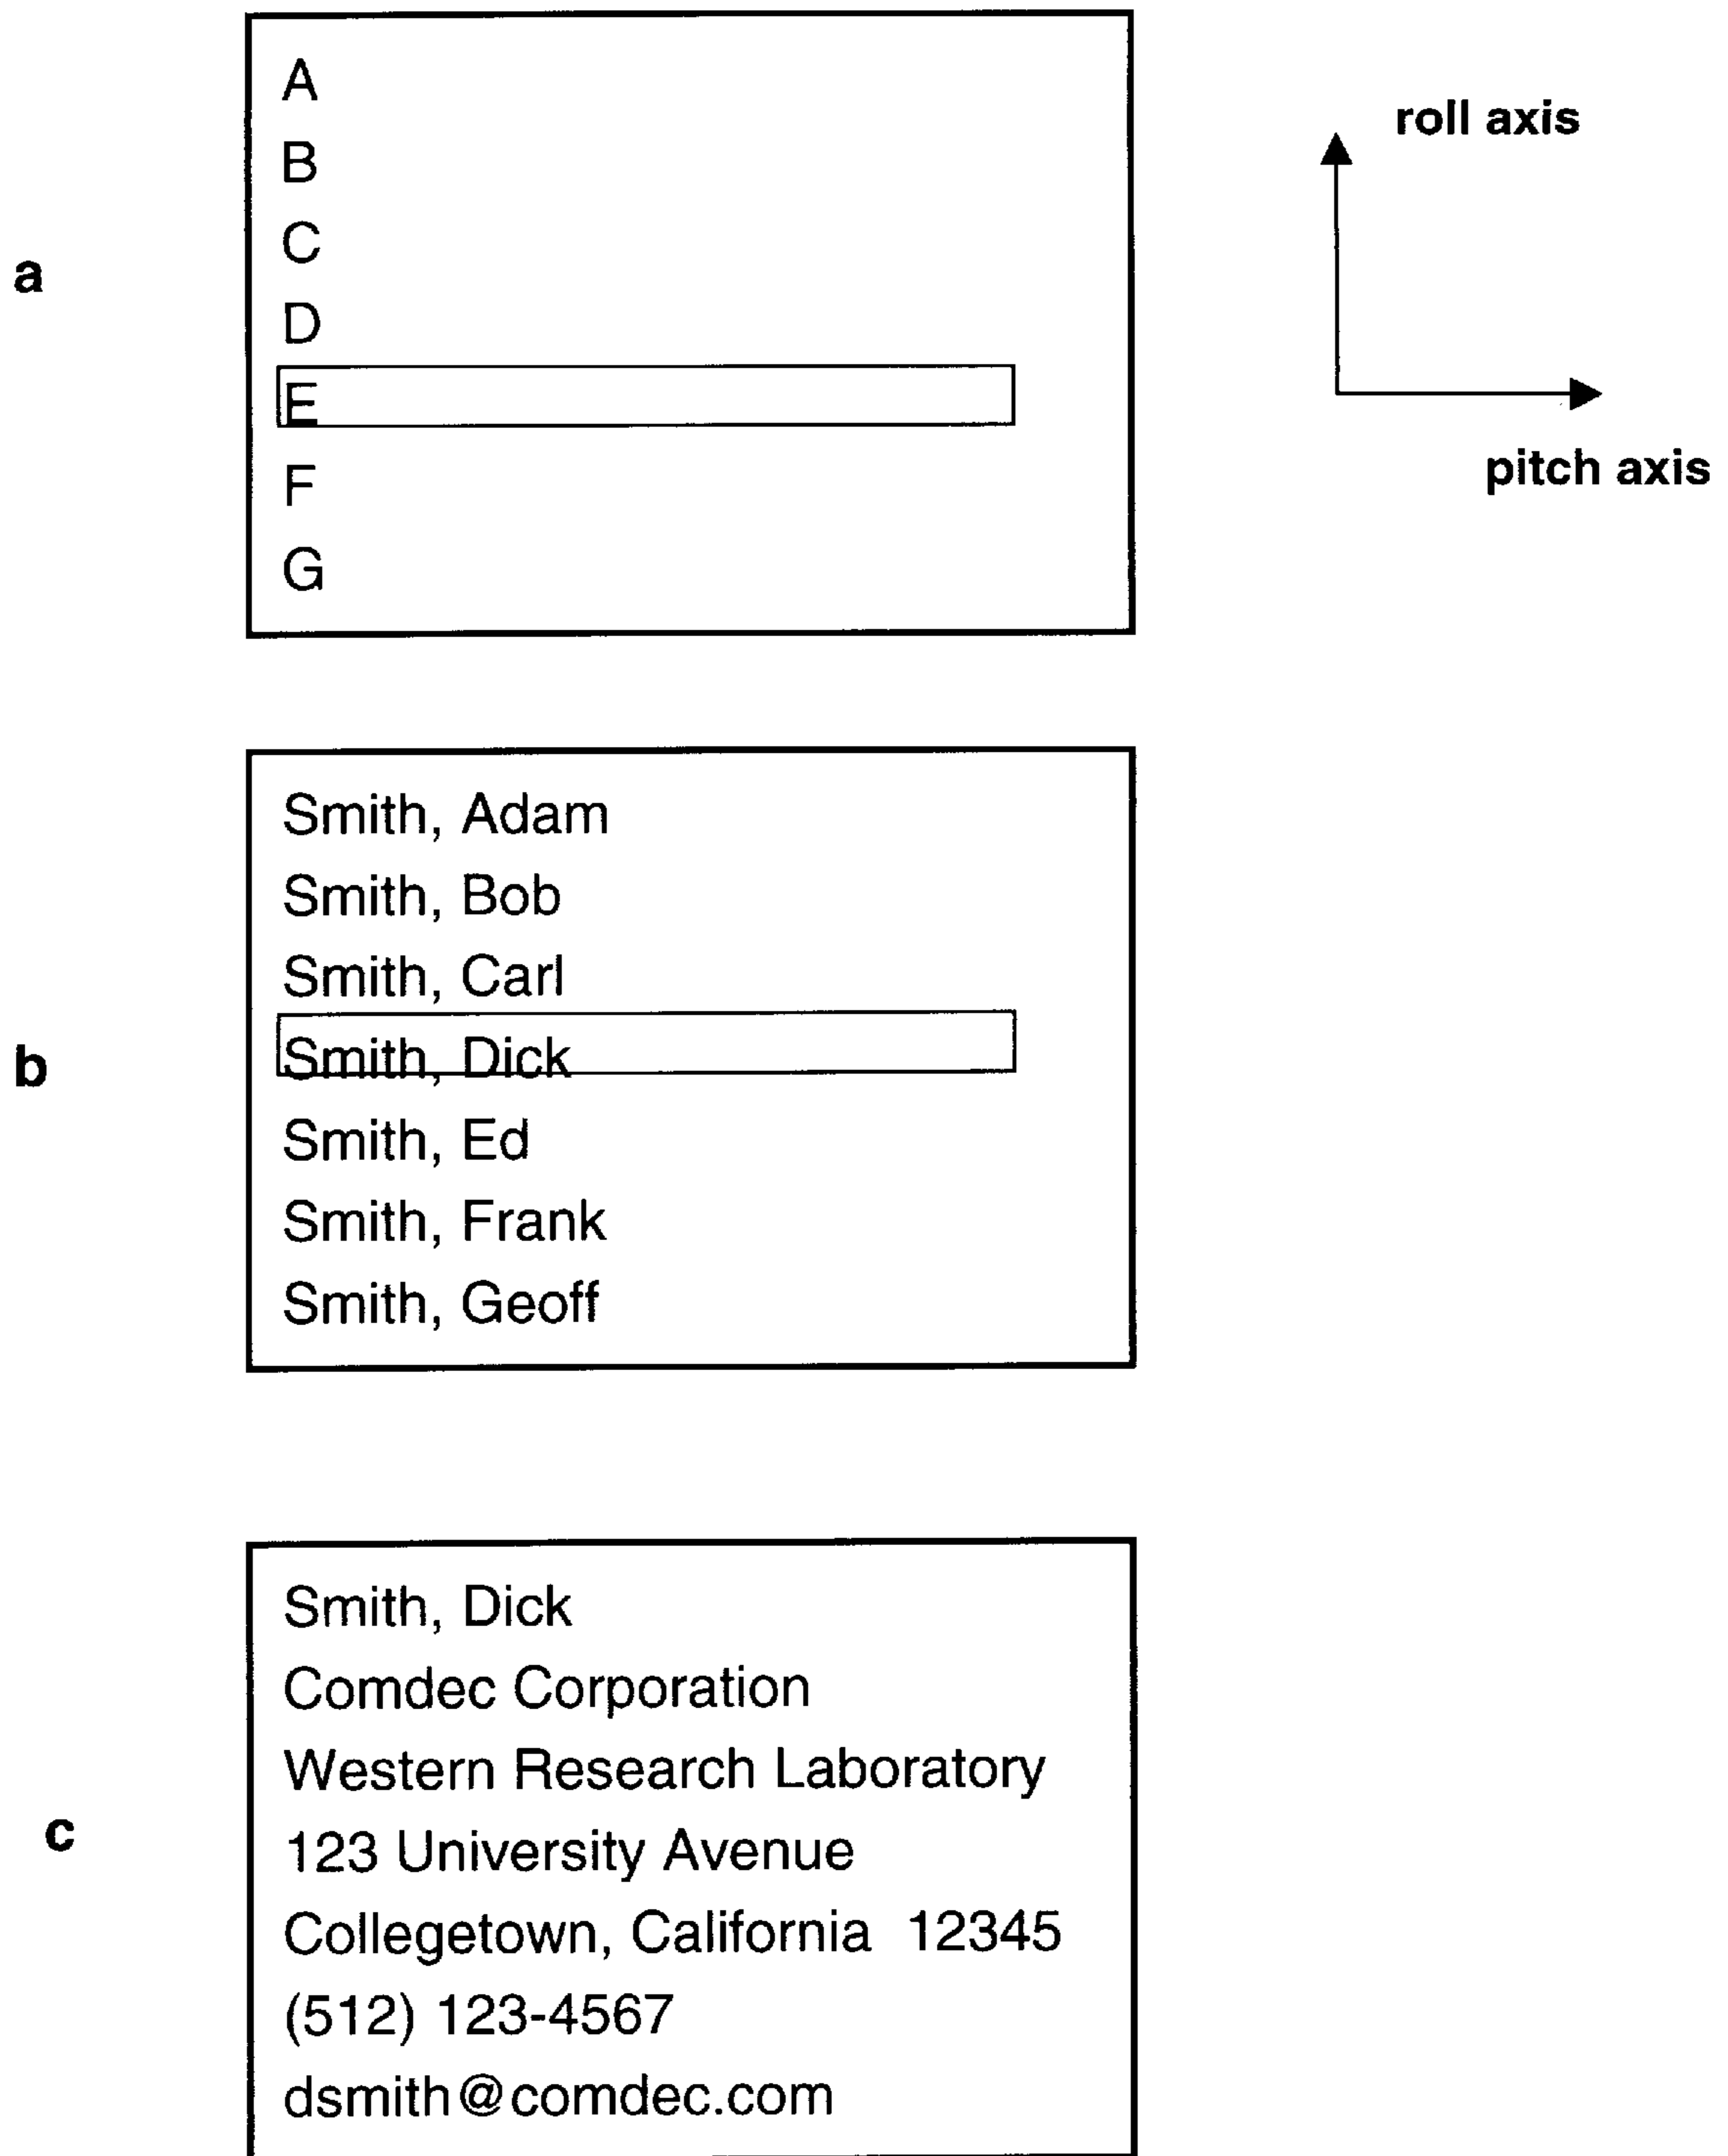 A
B
C
D
E
F
G
roll axis
pitch axis
a
Smith, Adam
Smith, Bob
Smith, Carl
Smith, Dick
Smith, Ed
Smith, Frank
Smith, Geoff
b
Smith, Dick
Comdec Corporation
Western Research Laboratory
123 University Avenue
Collegetown, California 12345
(512) 123-4567
dsmith@comdec.com
c